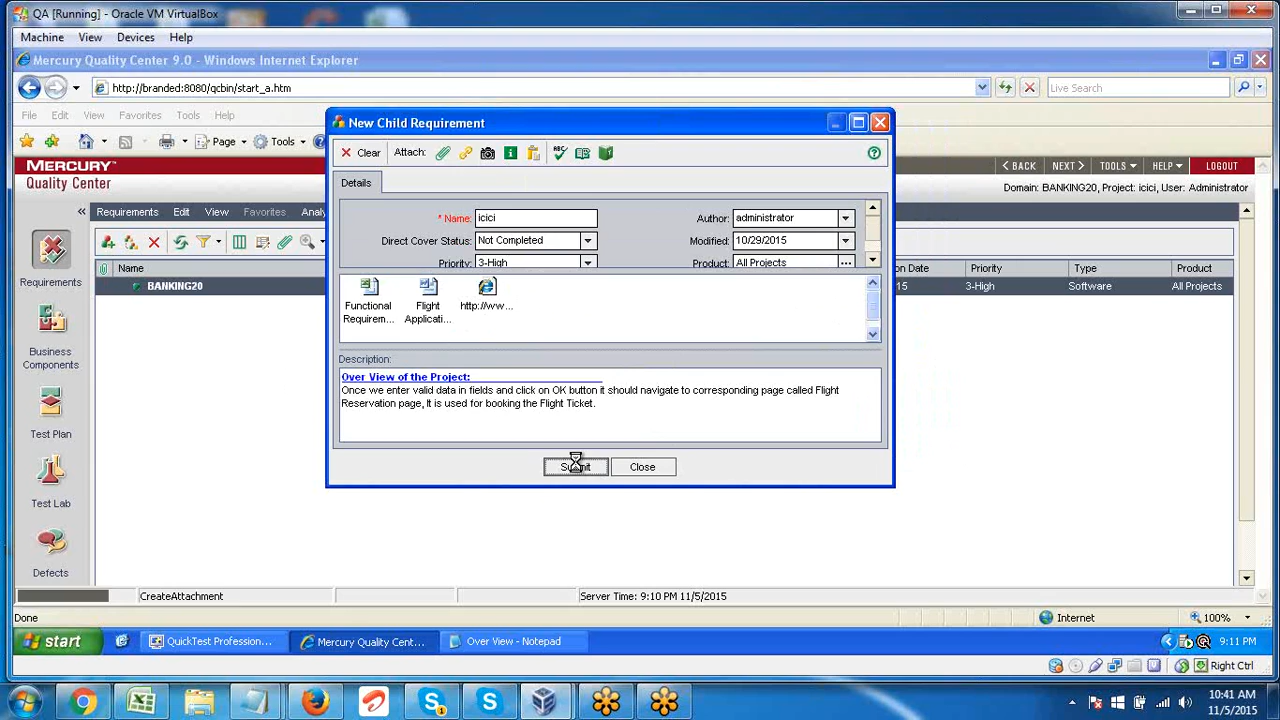 QA [Running] - Oracle VM VirtualBox
Machine View Devices Help
Mercury Quality Center 9.0 - Windows Internet Explorer
http://branded:8080/qcbin/start_a.htm
Live Search
File Edit View Favorites Tools Help
Page Tools
MERCURY™
Quality Center
BACK NEXT TOOLS HELP LOGOUT
Domain: BANKING20, Project: icici, User: Administrator
Requirements Edit View Favorites Analy
Name
on Date Priority Type Product
BANKING20
15 3-High Software All Projects
Requirements
Business
Components
Test Plan
Test Lab
Defects
New Child Requirement
Clear Attach:
Details
* Name: icici
Author: administrator
Direct Cover Status: Not Completed
Modified: 10/29/2015
Priority: 3-High
Product: All Projects
Functional
Requirem...
Flight
Applicati...
http://ww...
Description:
Over View of the Project:
Once we enter valid data in fields and click on OK button it should navigate to corresponding page called Flight
Reservation page, It is used for booking the Flight Ticket.
Submit Close
CreateAttachment
Server Time: 9:10 PM 11/5/2015
Done
Internet
100%
start
QuickTest Profession...
Mercury Quality Cent...
Over View - Notepad
9:11 PM
Right Ctrl
10:41 AM
11/5/2015